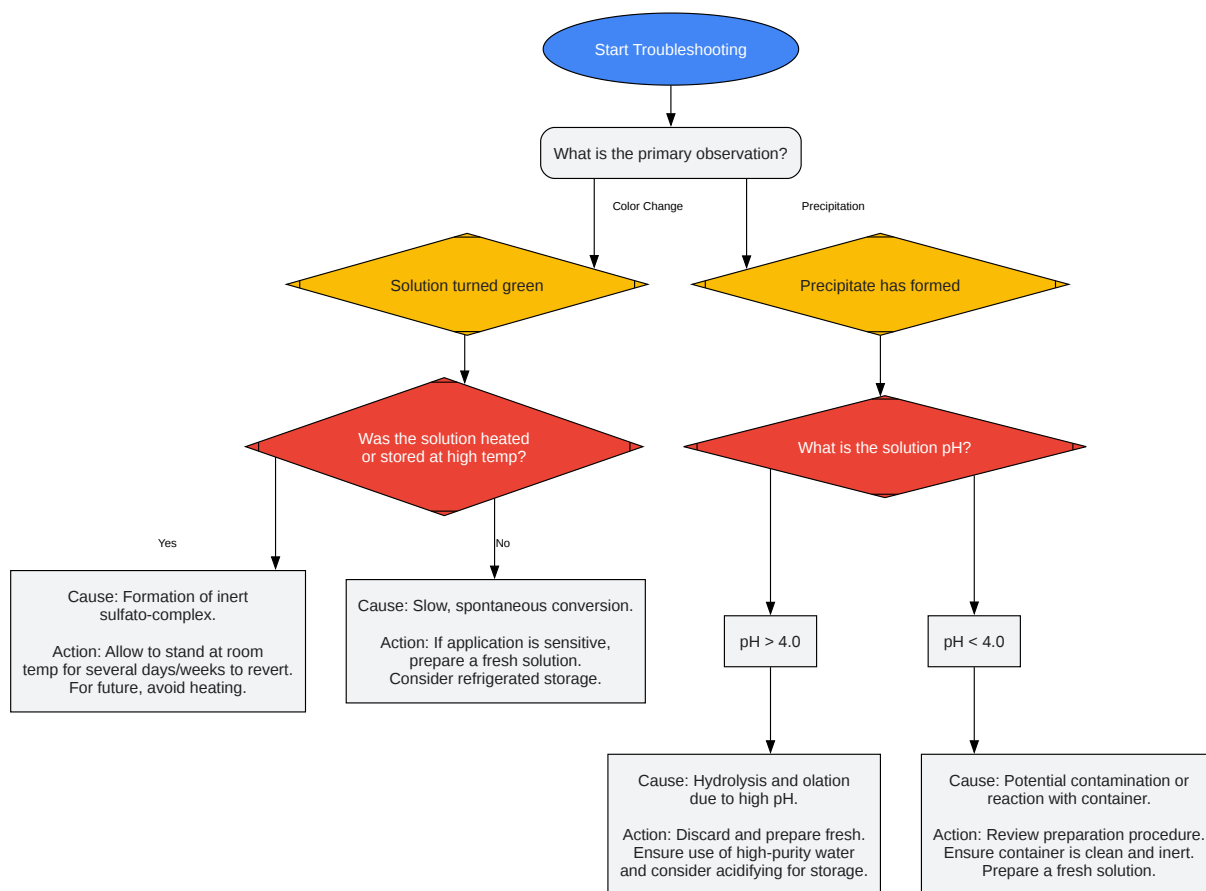 Start Troubleshooting
What is the primary observation?
Color Change
Precipitation
Solution turned green
Precipitate has formed
Was the solution heated
or stored at high temp?
What is the solution pH?
Yes
No
Cause: Formation of inert
sulfato-complex.
Action: Allow to stand at room
temp for several days/weeks to revert.
For future, avoid heating.
Cause: Slow, spontaneous conversion.
Action: If application is sensitive,
prepare a fresh solution.
Consider refrigerated storage.
pH > 4.0
pH < 4.0
Cause: Hydrolysis and olation
due to high pH.
Action: Discard and prepare fresh.
Ensure use of high-purity water
and consider acidifying for storage.
Cause: Potential contamination or
reaction with container.
Action: Review preparation procedure.
Ensure container is clean and inert.
Prepare a fresh solution.